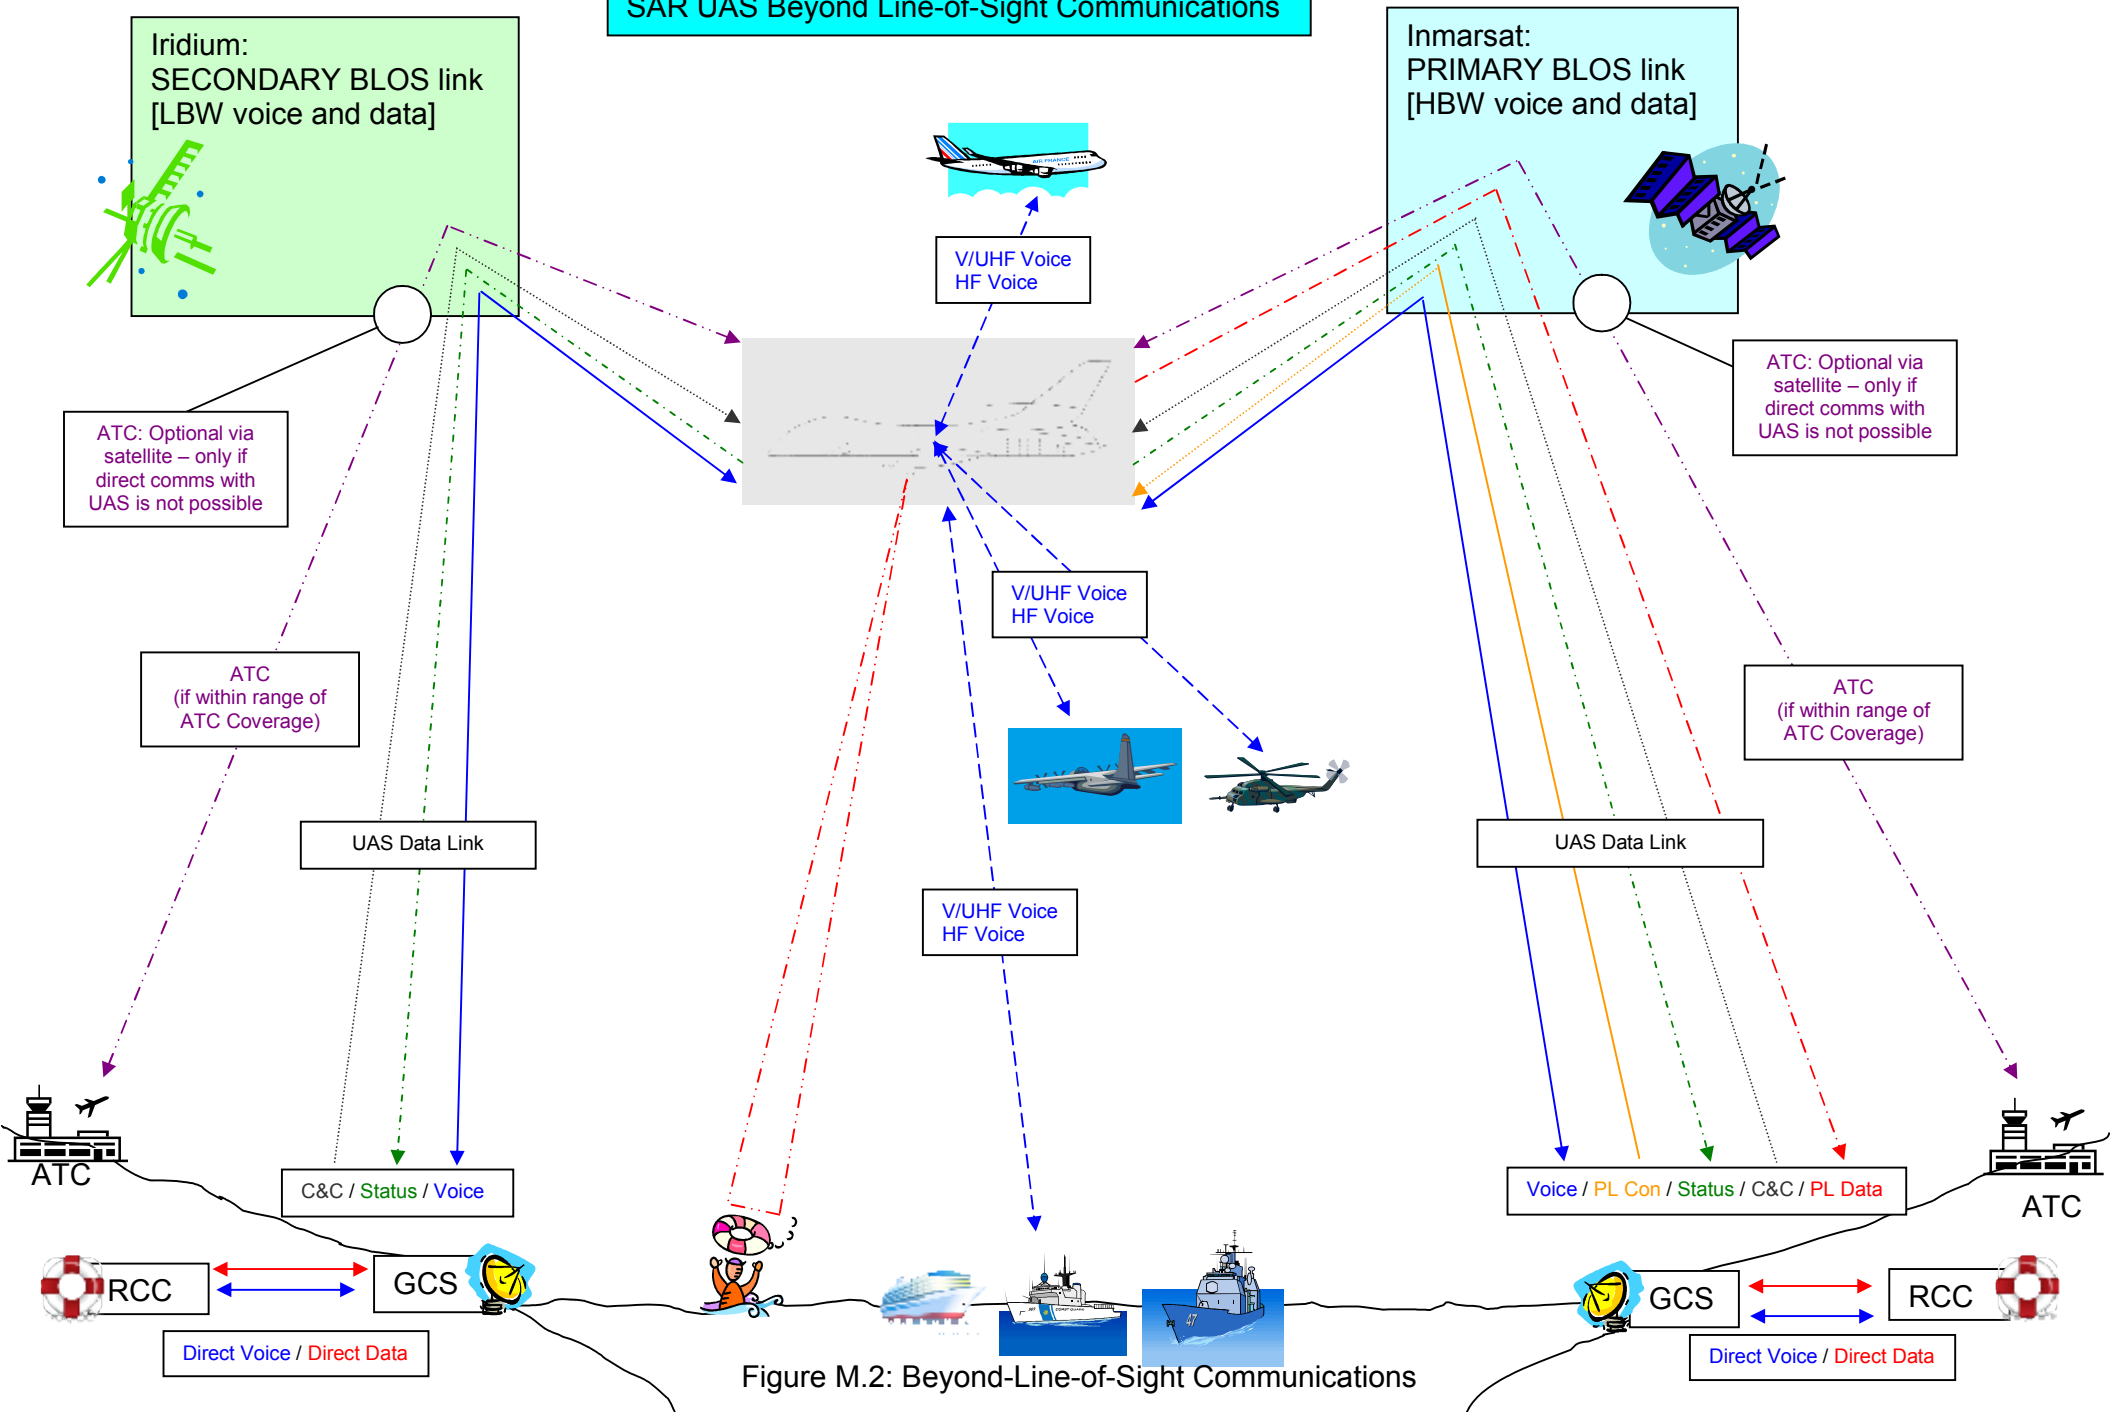 SAR UAS Beyond Line-of-Sight Communications
Iridium:
SECONDARY BLOS link
[LBW voice and data]
Inmarsat:
PRIMARY BLOS link
[HBW voice and data]
AIR FRANCE
V/UHF Voice
HF Voice
ATC: Optional via
satellite – only if
direct comms with
UAS is not possible
ATC: Optional via
satellite – only if
direct comms with
UAS is not possible
V/UHF Voice
HF Voice
ATC
(if within range of
ATC Coverage)
ATC
(if within range of
ATC Coverage)
UAS Data Link
UAS Data Link
V/UHF Voice
HF Voice
ATC
C&C / Status / Voice
Voice / PL Con / Status / C&C / PL Data
ATC
RCC
GCS
COAST GUARD
47
GCS
RCC
Direct Voice / Direct Data
Direct Voice / Direct Data
Figure M.2: Beyond-Line-of-Sight Communications